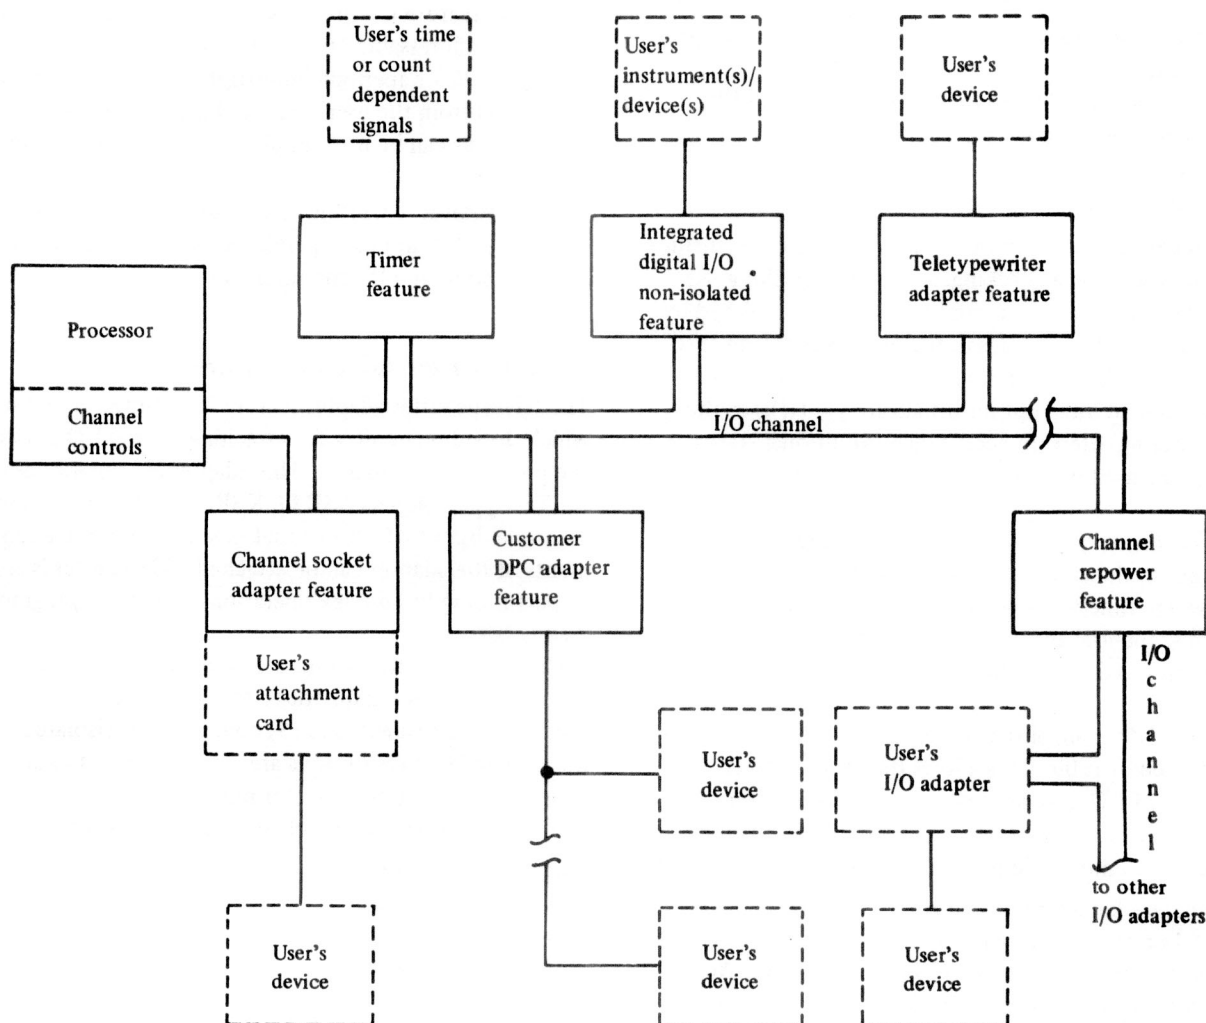 User's time
or count
dependent
signals
User's
instrument(s)/
device(s)
User's
device
Timer
feature
Integrated
digital I/O
non-isolated
feature
Teletypewriter
adapter feature
Processor
Channel
controls
I/O channel
Channel socket
adapter feature
Customer
DPC adapter
feature
Channel
repower
feature
User's
attachment
card
I/O
c
h
a
n
n
e
l
User's
device
User's
I/O adapter
to other
I/O adapters
User's
device
User's
device
User's
device